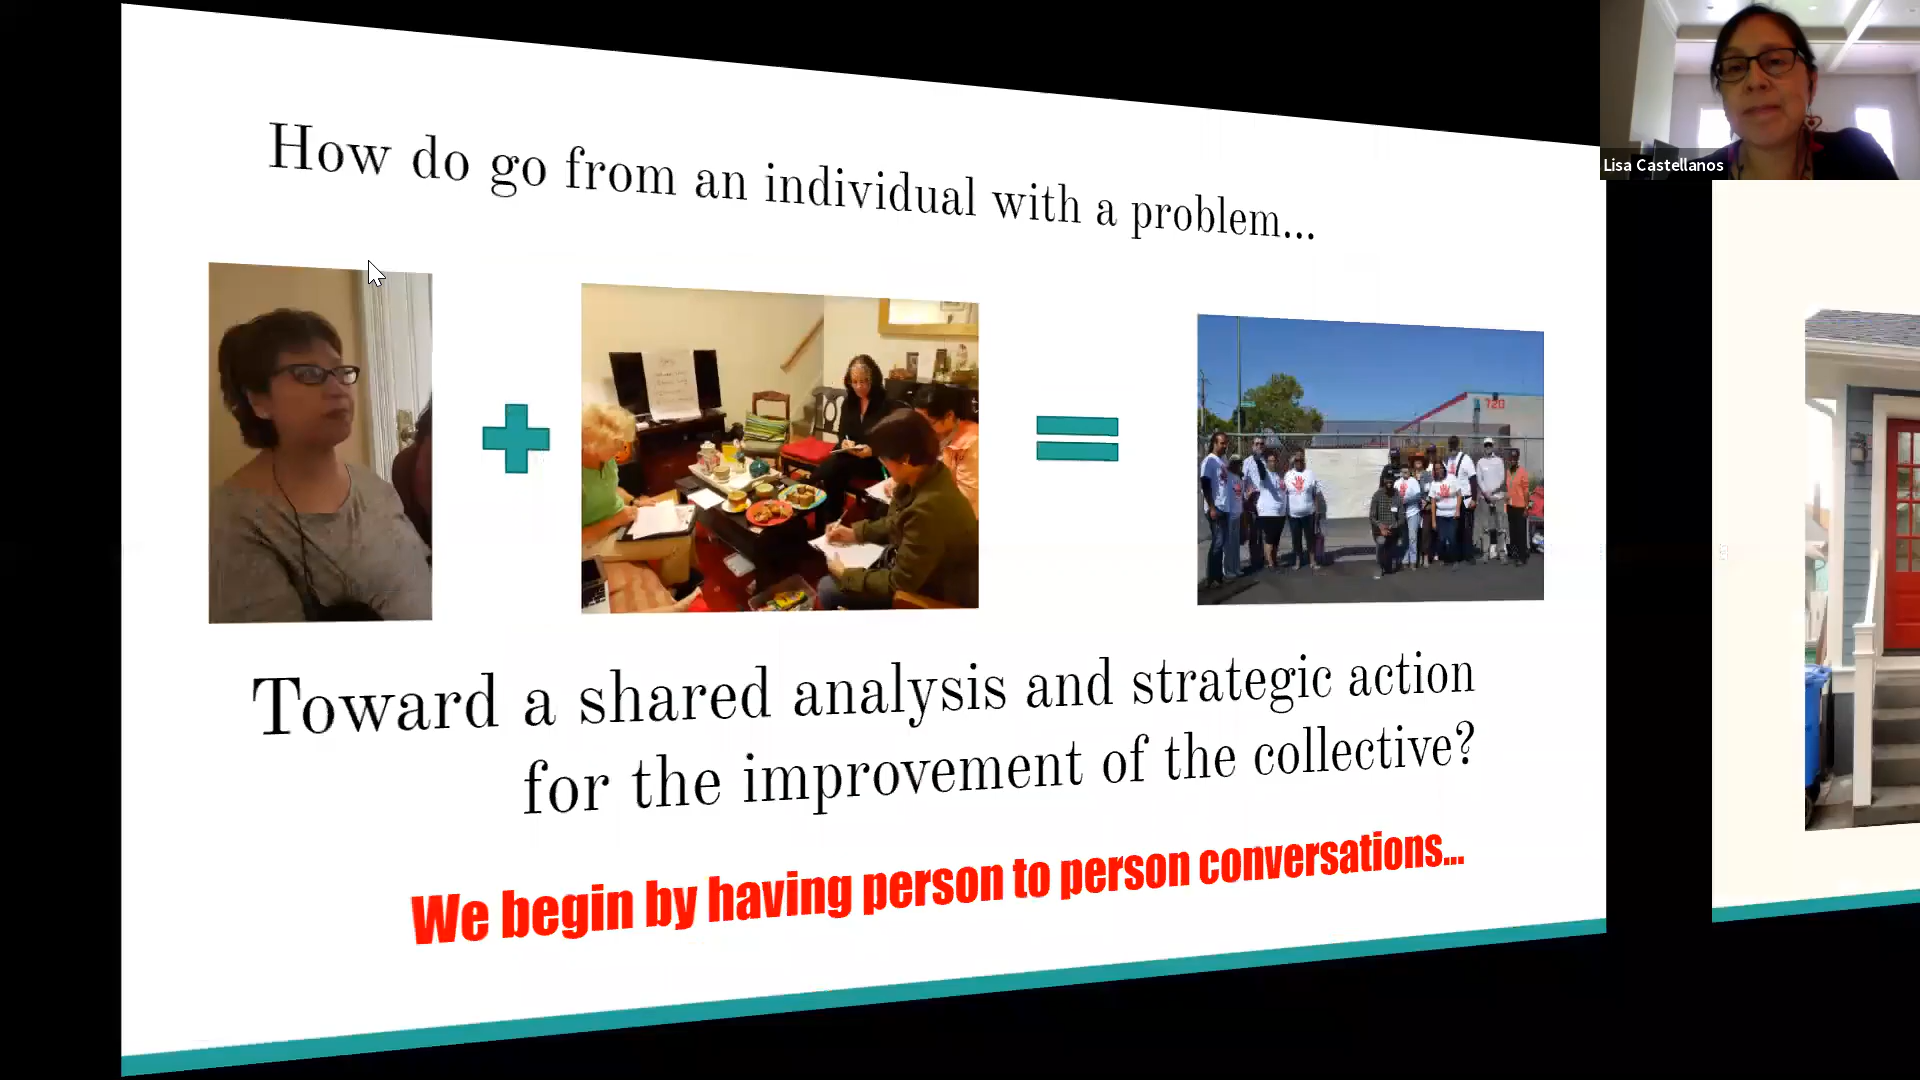 How do go from an individual with a problem...
Lisa Castellanos
720
Toward a shared analysis and strategic action
for the improvement of the collective?
We begin by having person to person conversations...